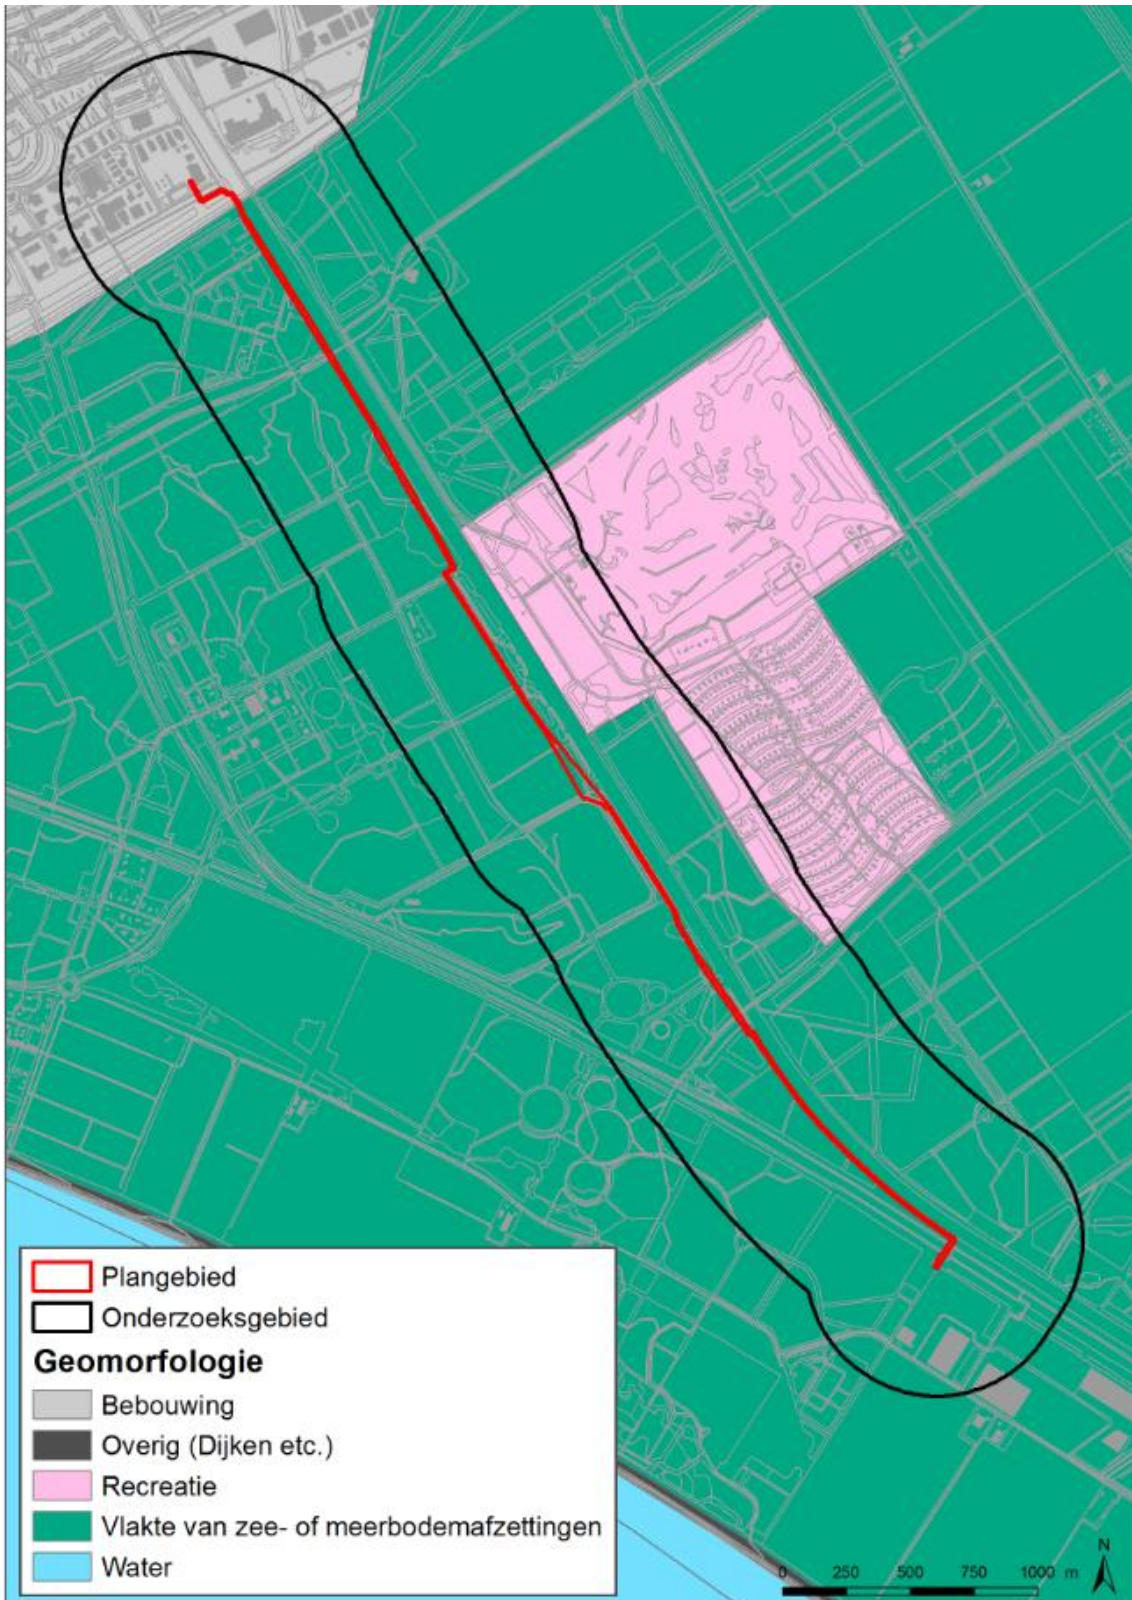 Plangebied
Onderzoeksgebied
Geomorfologie
Bebouwing
Overig (Dijken etc.)
Recreatie
Vlakte van zee- of meerbodemafzettingen
Water
N
0 250 500 750 1000 m